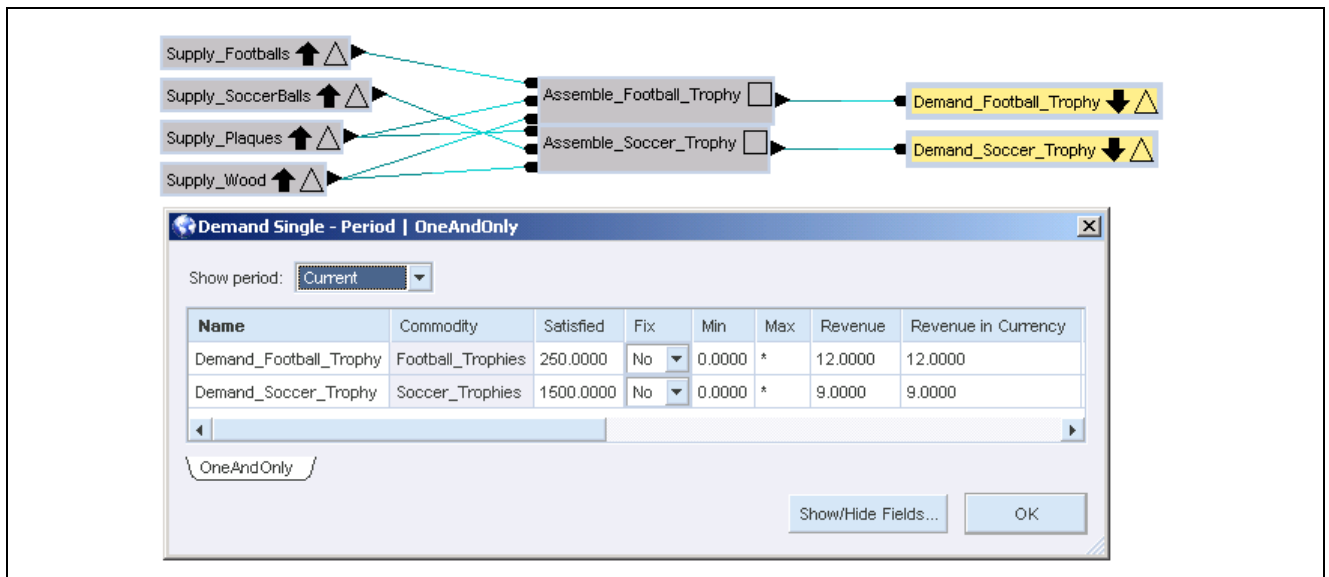 Supply_Footballs
Supply_SoccerBalls
Supply_Plaques
Supply_Wood
Assemble_Football_Trophy
Assemble_Soccer_Trophy
Demand_Football_Trophy
Demand_Soccer_Trophy
Demand Single - Period | OneAndOnly
Show period: Current
Name Commodity Satisfied Fix Min Max Revenue Revenue in Currency
Demand_Football_Trophy Football_Trophies 250.0000 No 0.0000 * 12.0000 12.0000
Demand_Soccer_Trophy Soccer_Trophies 1500.0000 No 0.0000 * 9.0000 9.0000
OneAndOnly
Show/Hide Fields... OK